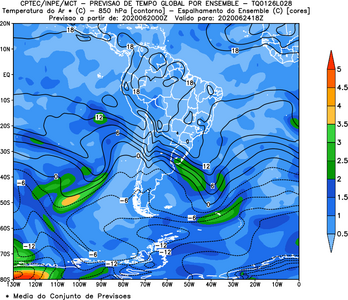 CPTEC/INPE/MCT - PREVISAO DE TEMPO GLOBAL POR ENSEMBLE - TQ0126L028
Temperatura do Ar * (C) - 850 hPa [contorno] - Espalhamento do Ensemble (C) [cores]
Previsao a partir de: 2020062000Z Valido para: 2020062418Z
20N
10N
EQ
10S
20S
30S
40S
50S
60S
70S
80S
130W 120W 110W 100W 90W 80W 70W 60W 50W 40W 30W 20W 10W 0
18
18
18
18
12
6
0
12
6
0
-6
-6
-6
-6
-12
-12
-12
-12
5
4.5
4
3.5
3
2.5
2
1.5
1
0.5
* Media do Conjunto de Previsoes